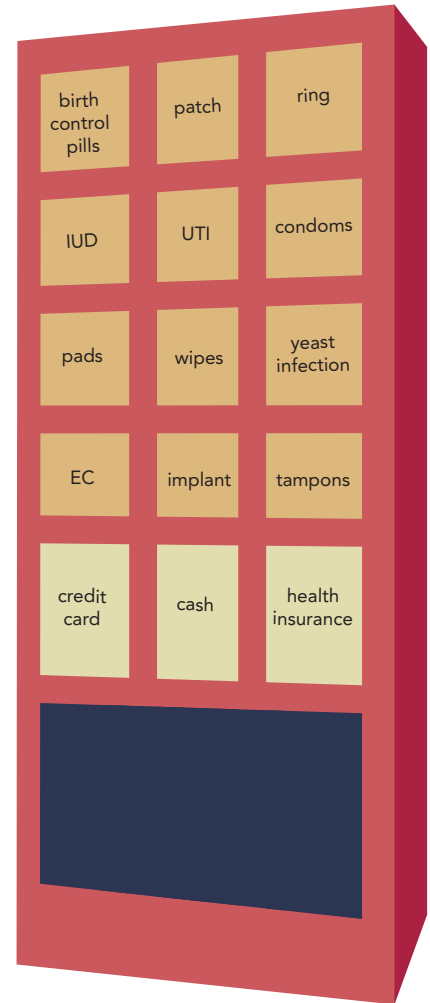 birth
control
pills
patch
ring
IUD
UTI
condoms
pads
wipes
yeast
infection
EC
implant
tampons
credit
card
cash
health
insurance